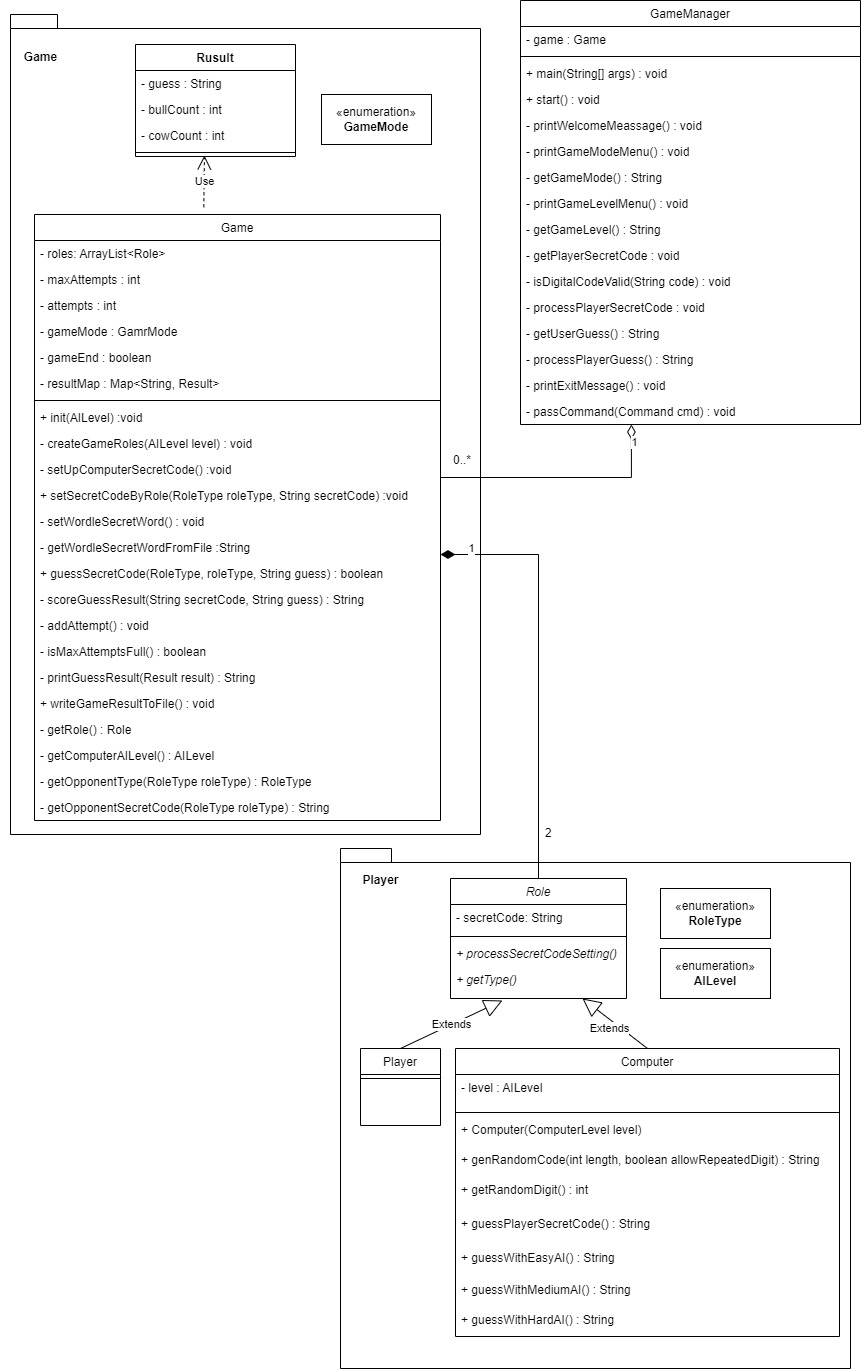 Game
Rusult
- guess : String
- bullCount : int
- cowCount : int
«enumeration»
GameMode
Use
Game
- roles: ArrayList<Role>
- maxAttempts : int
- attempts : int
- gameMode : GamrMode
- gameEnd : boolean
- resultMap : Map<String, Result>
+ init(AILevel) :void
- createGameRoles(AILevel level) : void
- setUpComputerSecretCode() :void
+ setSecretCodeByRole(RoleType roleType, String secretCode) :void
- setWordleSecretWord() : void
- getWordleSecretWordFromFile :String
+ guessSecretCode(RoleType, roleType, String guess) : boolean
- scoreGuessResult(String secretCode, String guess) : String
- addAttempt() : void
- isMaxAttemptsFull() : boolean
- printGuessResult(Result result) : String
+ writeGameResultToFile() : void
- getRole() : Role
- getComputerAILevel() : AILevel
- getOpponentType(RoleType roleType) : RoleType
- getOpponentSecretCode(RoleType roleType) : String
GameManager
- game : Game
+ main(String[] args) : void
+ start() : void
- printWelcomeMeassage() : void
- printGameModeMenu() : void
- getGameMode() : String
- printGameLevelMenu() : void
- getGameLevel() : String
- getPlayerSecretCode : void
- isDigitalCodeValid(String code) : void
- processPlayerSecretCode : void
- getUserGuess() : String
- processPlayerGuess() : String
- printExitMessage() : void
- passCommand(Command cmd) : void
1
0..*
1
2
Player
Role
- secretCode: String
+ processSecretCodeSetting()
+ getType()
«enumeration»
RoleType
«enumeration»
AILevel
Extends
Extends
Player
Computer
- level : AILevel
+ Computer(ComputerLevel level)
+ genRandomCode(int length, boolean allowRepeatedDigit) : String
+ getRandomDigit() : int
+ guessPlayerSecretCode() : String
+ guessWithEasyAI() : String
+ guessWithMediumAI() : String
+ guessWithHardAI() : String